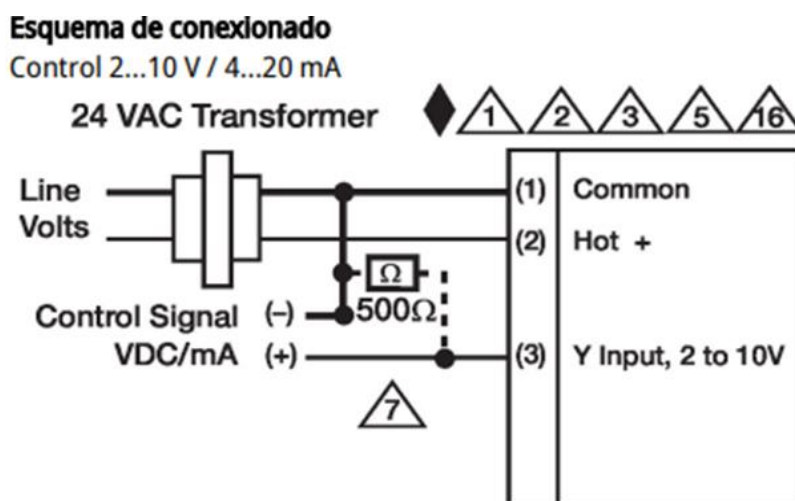 Esquema de conexionado
Control 2...10 V / 4...20 mA
24 VAC Transformer
1 2 3 5 16
Line
Volts
(1) Common
(2) Hot +
Ω
500Ω
Control Signal (–)
VDC/mA (+)
(3) Y Input, 2 to 10V
7